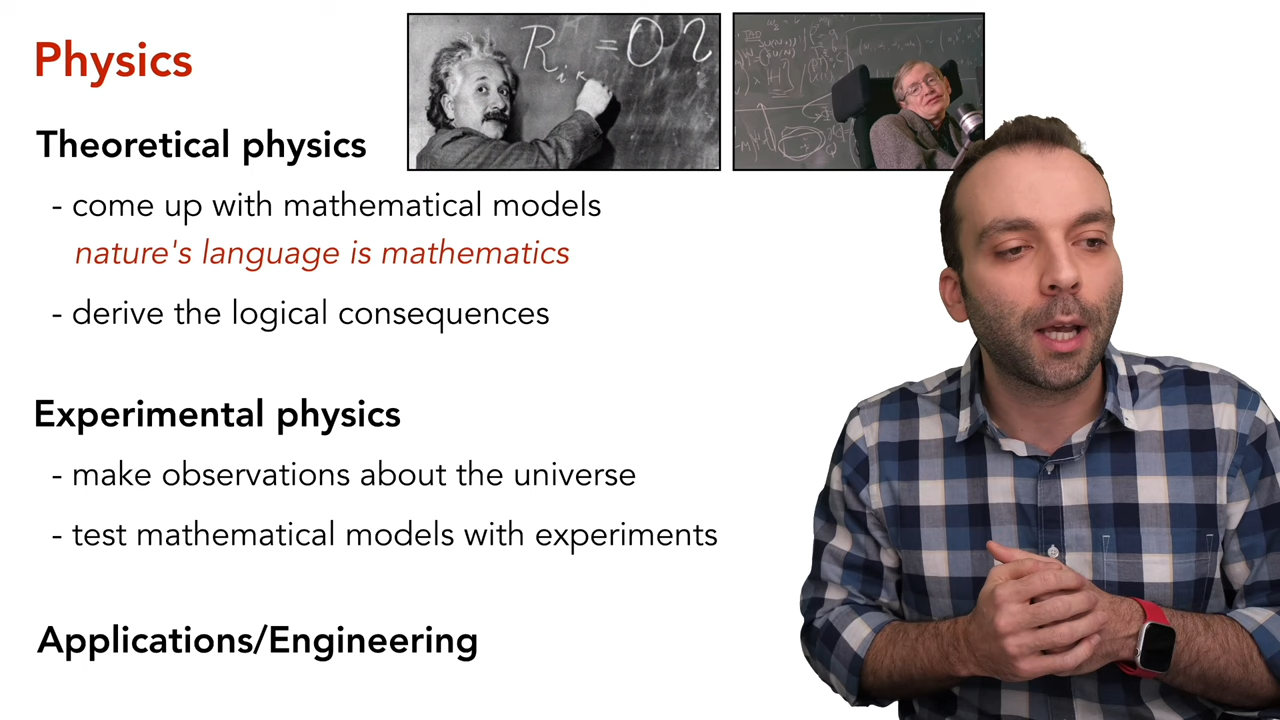 Physics
Theoretical physics
- come up with mathematical models
nature's language is mathematics
- derive the logical consequences
Experimental physics
- make observations about the universe
- test mathematical models with experiments
Applications/Engineering
R i κ = 0 ?